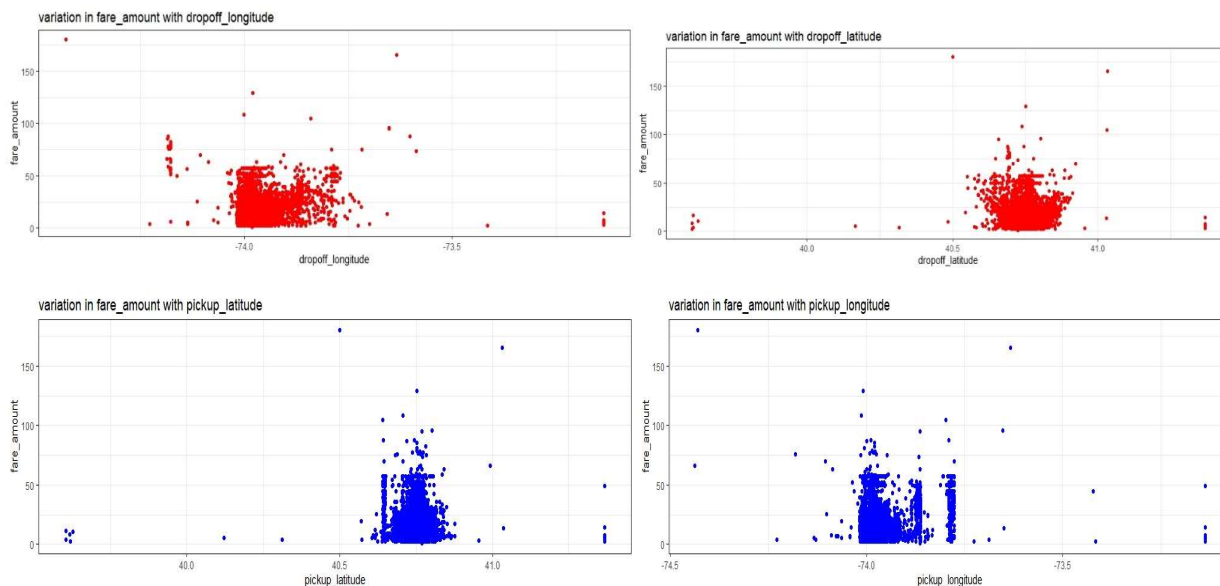 variation in fare_amount with dropoff_longitude
150
100
50
0
fare_amount
-74.0
-73.5
dropoff_longitude
variation in fare_amount with dropoff_latitude
150
100
50
0
fare_amount
40.0
40.5
41.0
dropoff_latitude
variation in fare_amount with pickup_latitude
150
100
50
0
fare_amount
40.0
40.5
41.0
pickup_latitude
variation in fare_amount with pickup_longitude
150
100
50
0
fare_amount
-74.5
-74.0
-73.5
pickup_longitude